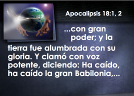 Apocalipsis 18:1, 2
...con gran
poder; y la
tierra fue alumbrada con su
gloria. Y clamó con voz
potente, diciendo: Ha caído,
ha caído la gran Babilonia,...